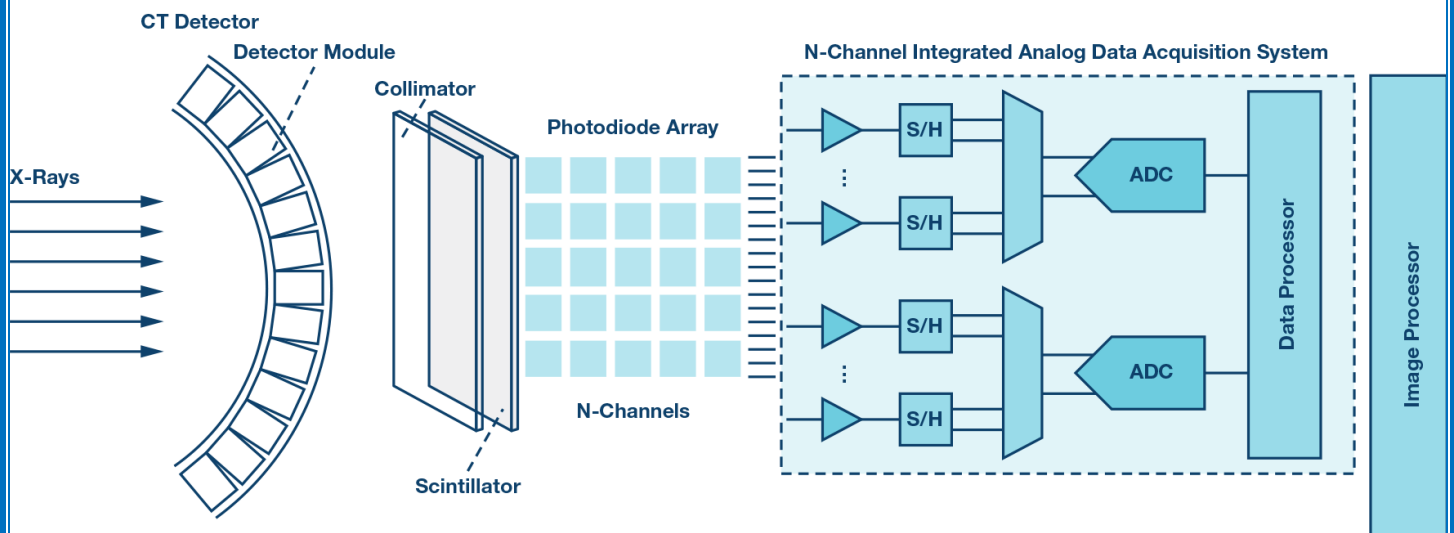 CT Detector
Detector Module
Collimator
X-Rays
Photodiode Array
N-Channels
Scintillator
N-Channel Integrated Analog Data Acquisition System
S/H
...
S/H
ADC
S/H
...
S/H
ADC
Data Processor
Image Processor